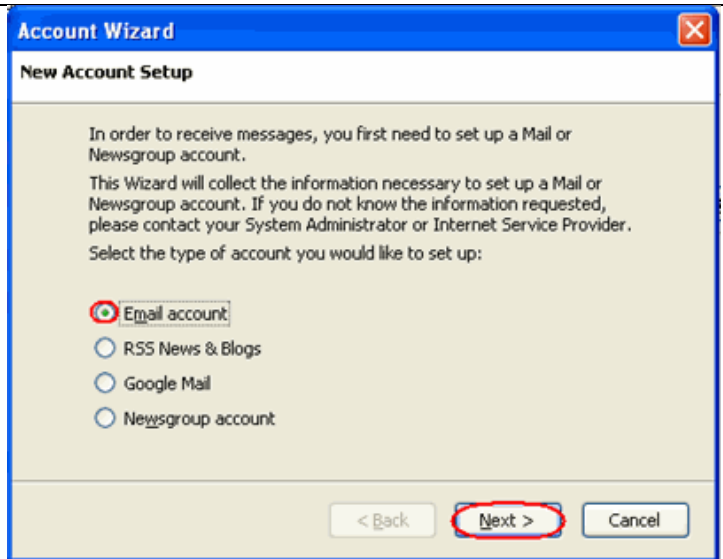 Account Wizard
New Account Setup
In order to receive messages, you first need to set up a Mail or
Newsgroup account.
This Wizard will collect the information necessary to set up a Mail or
Newsgroup account. If you do not know the information requested,
please contact your System Administrator or Internet Service Provider.
Select the type of account you would like to set up:
Email account
RSS News & Blogs
Google Mail
Newsgroup account
< Back Next > Cancel